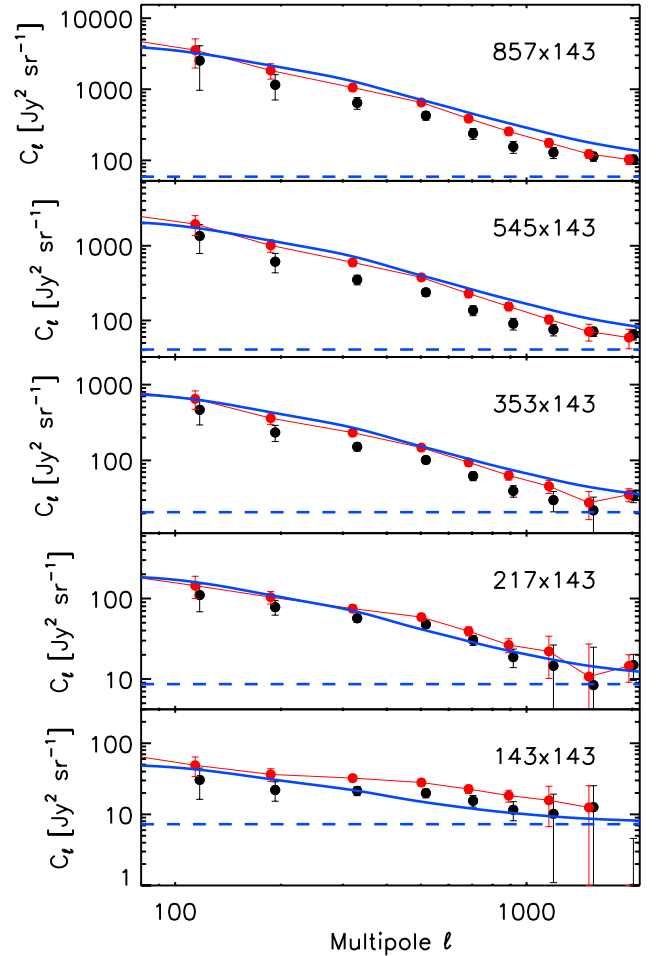 10000
1000
100
C_ℓ [Jy² sr⁻¹]
857x143
1000
100
C_ℓ [Jy² sr⁻¹]
545x143
1000
100
C_ℓ [Jy² sr⁻¹]
353x143
100
10
C_ℓ [Jy² sr⁻¹]
217x143
100
10
1
C_ℓ [Jy² sr⁻¹]
143x143
100
1000
Multipole ℓ